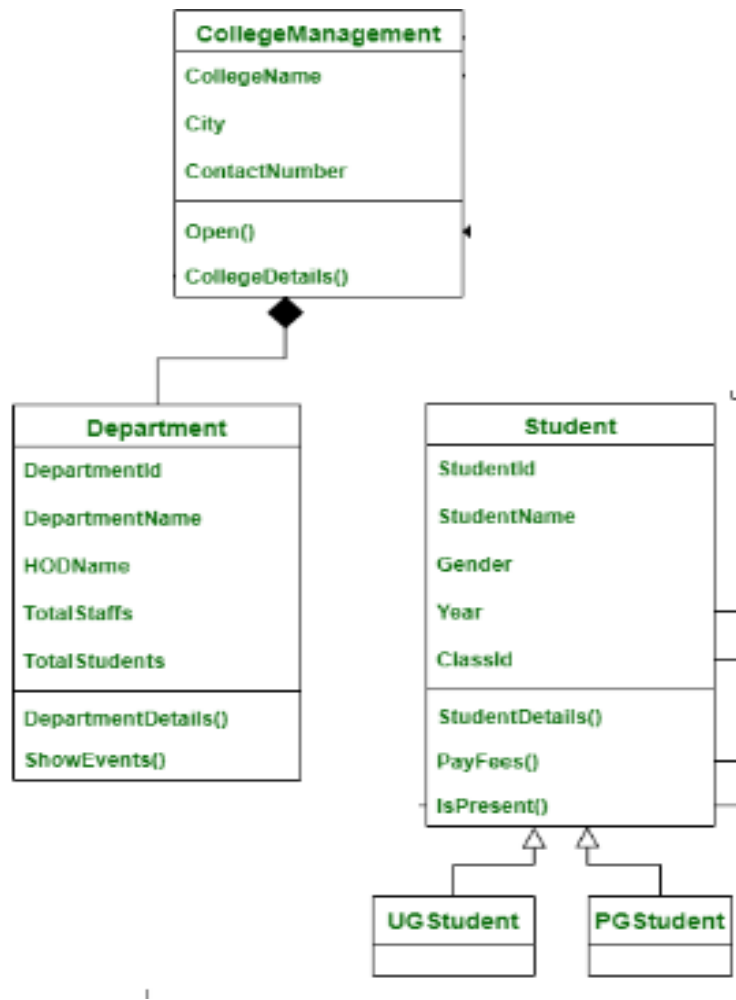 CollegeManagement
CollegeName
City
ContactNumber
Open()
CollegeDetails()
Department
DepartmentId
DepartmentName
HODName
TotalStaffs
TotalStudents
DepartmentDetails()
ShowEvents()
Student
StudentId
StudentName
Gender
Year
ClassId
StudentDetails()
PayFees()
IsPresent()
UGStudent
PGStudent